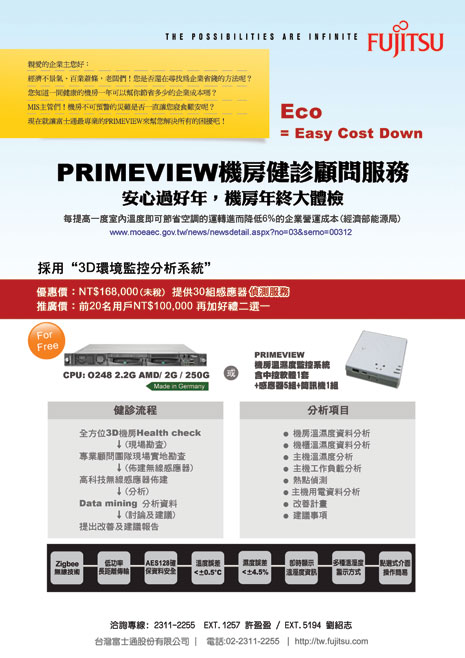 THE POSSIBILITIES ARE INFINITE
FUJITSU
親愛的企業主您好：
經濟不景氣、百業蕭條，老闆們！您是否還在尋找為企業省錢的方法呢？
您知道一間健康的機房一年可以幫你節省多少的企業成本嗎？
MIS主管們！機房不可預警的災難是否一直讓您寢食難安呢？
現在就讓富士通最專業的PRIMEVIEW來幫您解決所有的困擾吧！
Eco
= Easy Cost Down
PRIMEVIEW機房健診顧問服務
安心過好年，機房年終大體檢
每提高一度室內溫度即可節省空調的運轉進而降低6%的企業營運成本(經濟部能源局)
www.moeaec.gov.tw/news/newsdetail.aspx?no=03&semo=00312
採用“3D環境監控分析系統”
優惠價：NT$168,000(未稅) 提供30組感應器偵測服務
推廣價：前20名用戶NT$100,000 再加好禮二選一
For
Free
CPU: O248 2.2G AMD/ 2G / 250G
Made in Germany
或
PRIMEVIEW
機房溫濕度監控系統
含中控軟體1套
+感應器5組+簡訊機1組
健診流程
全方位3D機房Health check
↓(現場勘查)
專業顧問團隊現場實地勘查
↓(佈建無線感應器)
高科技無線感應器佈建
↓(分析)
Data mining 分析資料
↓(討論及建議)
提出改善及建議報告
分析項目
● 機房溫濕度資料分析
● 機櫃溫濕度資料分析
● 主機溫濕度分析
● 主機工作負載分析
● 熱點偵測
● 主機用電資料分析
● 改善計畫
● 建議事項
Zigbee
無線技術
低功率
長距離傳輸
AES128確
保資料安全
溫度誤差
<±0.5°C
濕度誤差
<±4.5%
即時顯示
溫濕度資訊
多種溫濕度
警示方式
點選式介面
操作簡易
洽詢專線: 2311-2255 EXT.1257 許盈盈 / EXT.5194 劉紹志
台灣富士通股份有限公司 | 電話:02-2311-2255 | http://tw.fujitsu.com